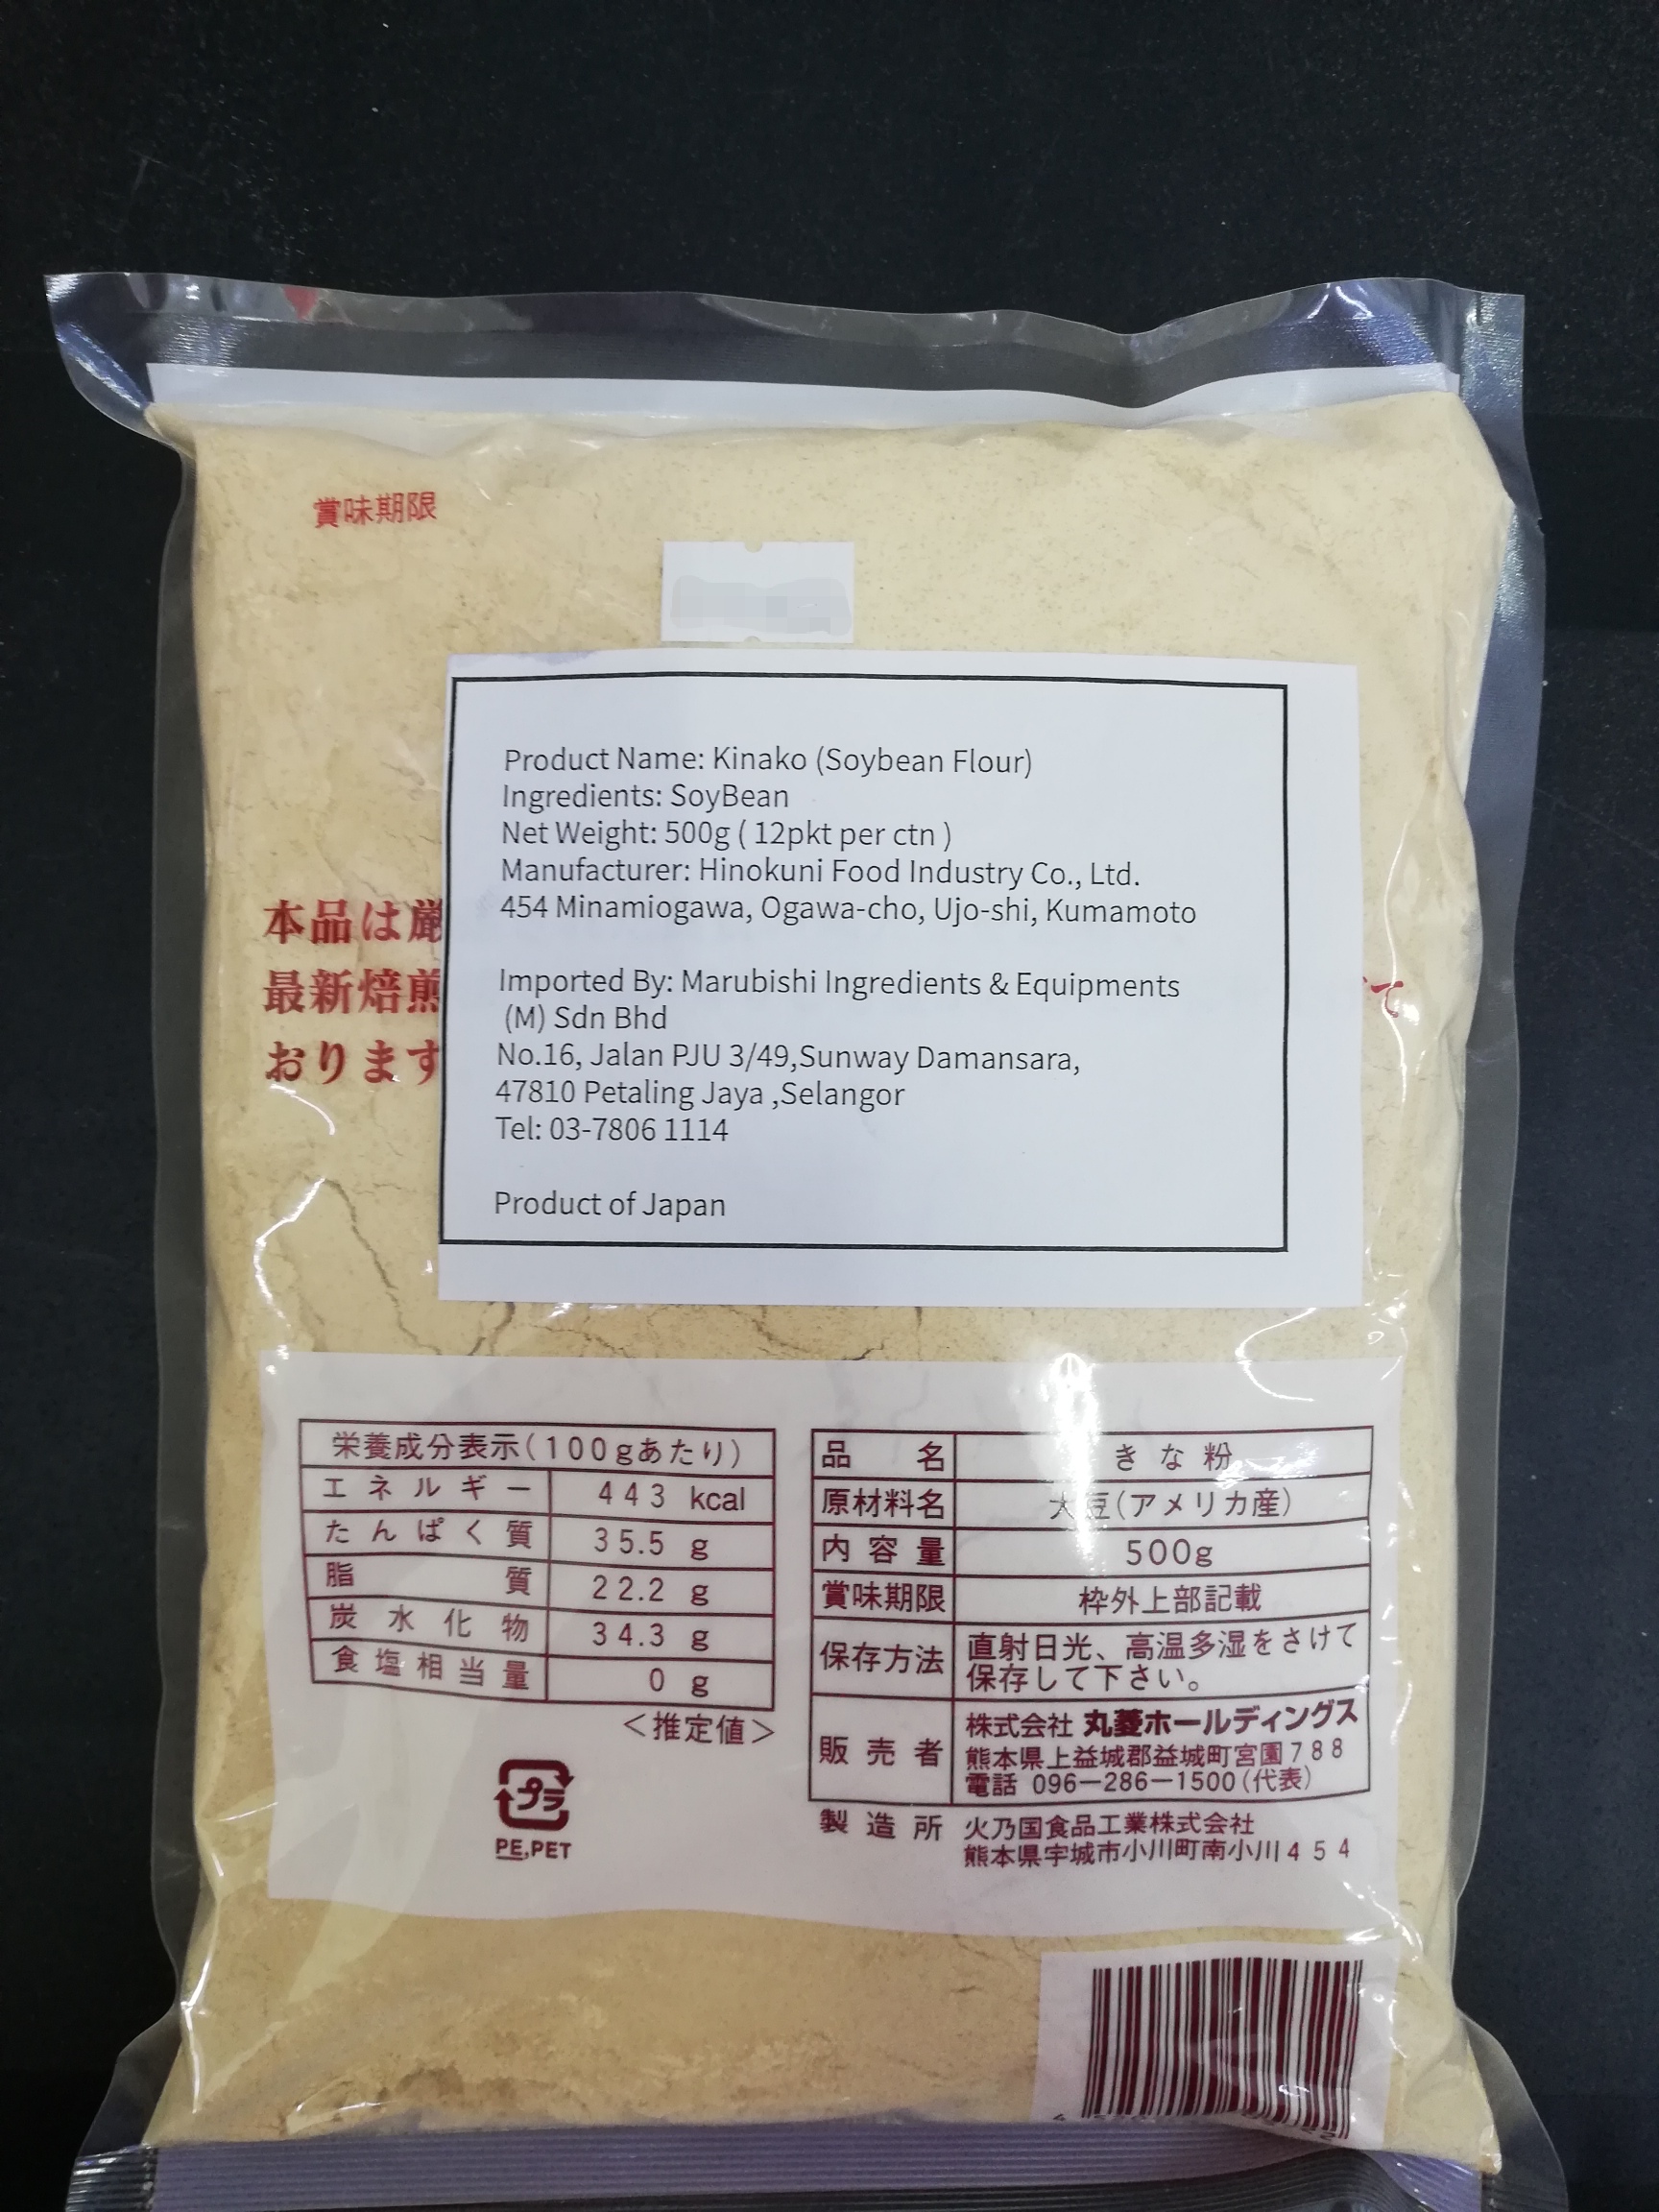 賞味期限
Product Name: Kinako (Soybean Flour)
Ingredients: SoyBean
Net Weight: 500g ( 12pkt per ctn )
Manufacturer: Hinokuni Food Industry Co., Ltd.
454 Minamiogawa, Ogawa-cho, Ujo-shi, Kumamoto
Imported By: Marubishi Ingredients & Equipments
(M) Sdn Bhd
No.16, Jalan PJU 3/49,Sunway Damansara,
47810 Petaling Jaya ,Selangor
Tel: 03-7806 1114
Product of Japan
本品は厳
最新焙煎 て
おります
栄養成分表示(100gあたり)
エネルギー 443 kcal
たんぱく質 35.5 g
脂質 22.2 g
炭水化物 34.3 g
食塩相当量 0 g
<推定値>
プラ
PE,PET
品名 きな粉
原材料名 大豆(アメリカ産)
内容量 500g
賞味期限 枠外上部記載
保存方法 直射日光、高温多湿をさけて
保存して下さい。
販売者 株式会社 丸菱ホールディングス
熊本県上益城郡益城町宮園788
電話 096-286-1500(代表)
製造所 火乃国食品工業株式会社
熊本県宇城市小川町南小川454